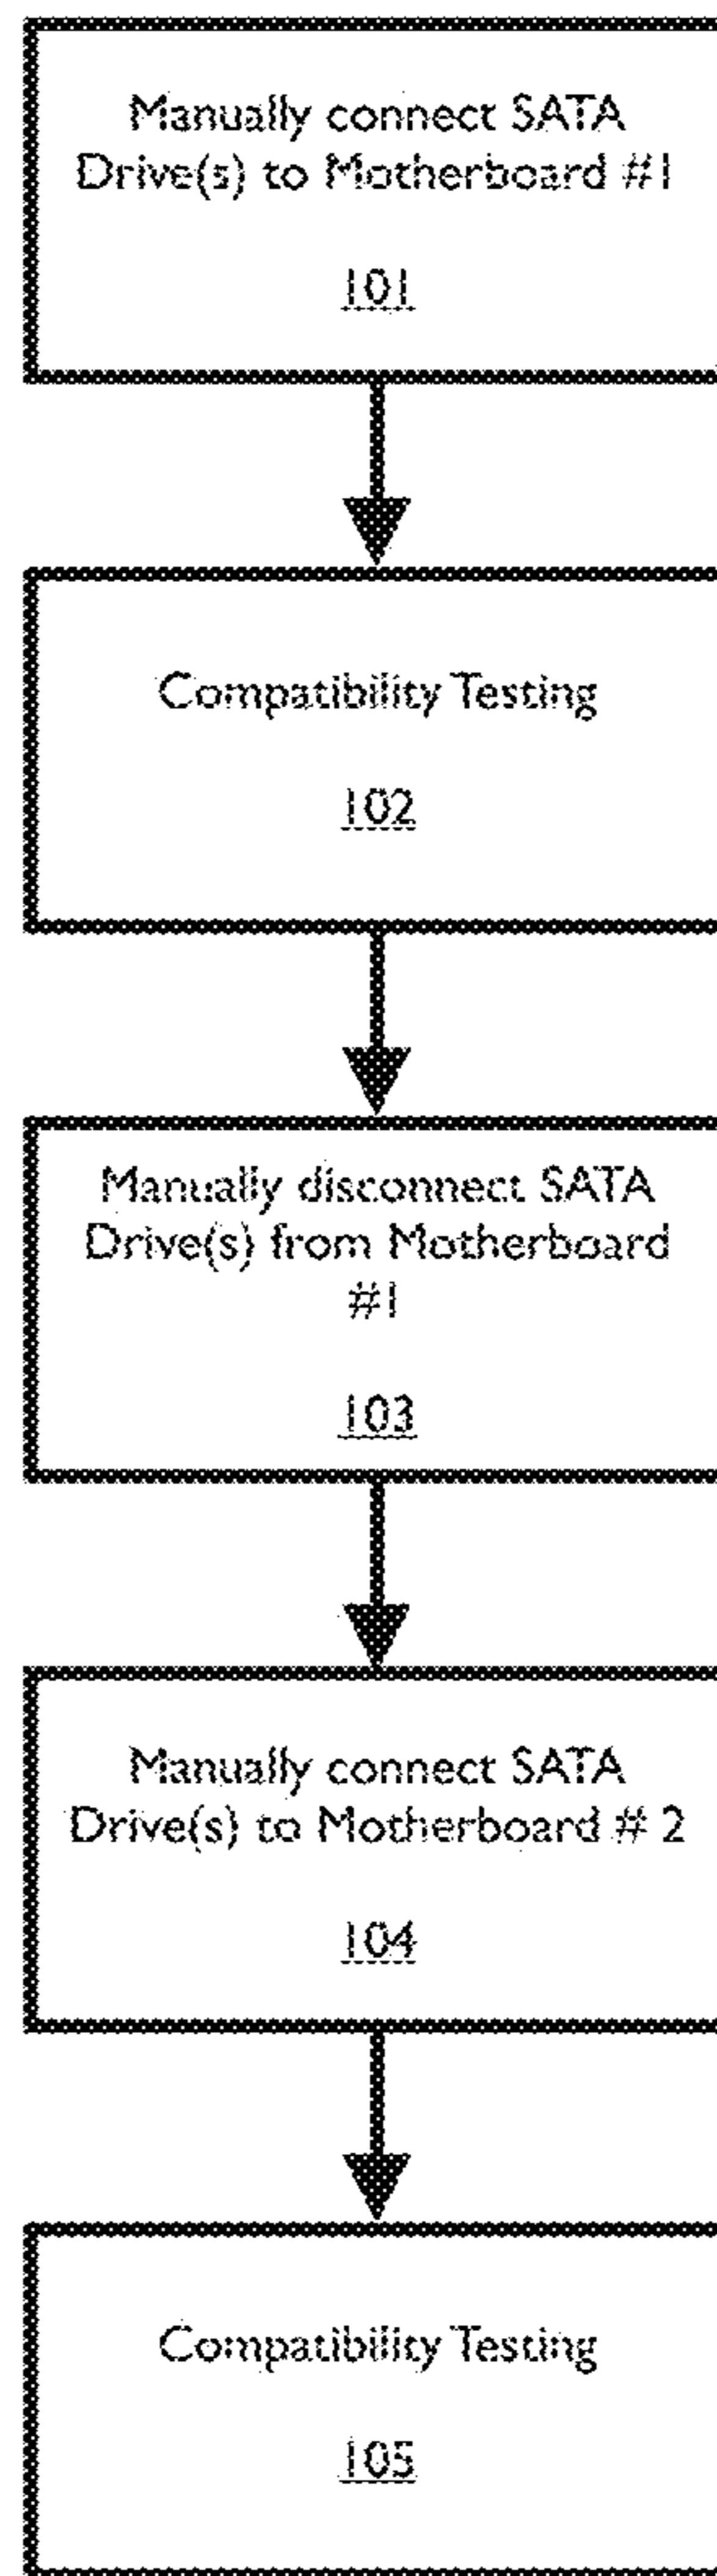 Manually connect SATA
Drive(s) to Motherboard #1
101
Compatibility Testing
102
Manually disconnect SATA
Drive(s) from Motherboard
#1
103
Manually connect SATA
Drive(s) to Motherboard # 2
104
Compatibility Testing
105